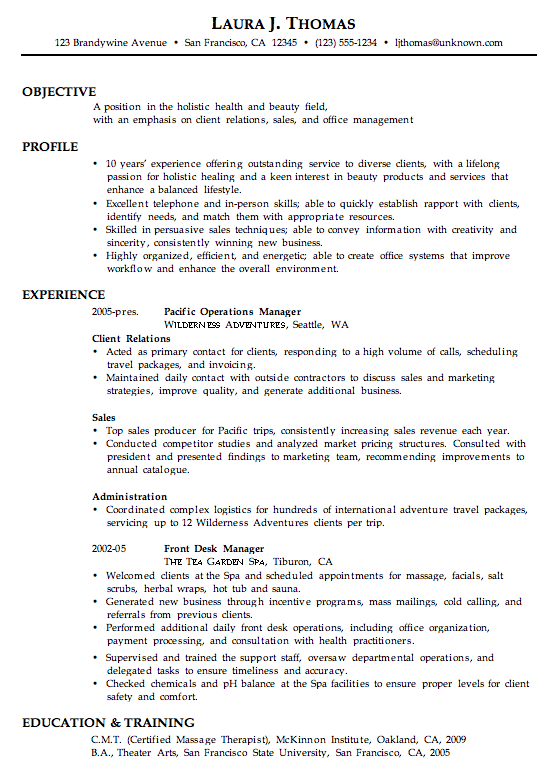 LAURA J. THOMAS
123 Brandywine Avenue • San Francisco, CA 12345 • (123) 555-1234 • ljthomas@unknown.com
OBJECTIVE
A position in the holistic health and beauty field,
with an emphasis on client relations, sales, and office management
PROFILE
• 10 years' experience offering outstanding service to diverse clients, with a lifelong
passion for holistic healing and a keen interest in beauty products and services that
enhance a balanced lifestyle.
• Excellent telephone and in-person skills; able to quickly establish rapport with clients,
identify needs, and match them with appropriate resources.
• Skilled in persuasive sales techniques; able to convey information with creativity and
sincerity, consistently winning new business.
• Highly organized, efficient, and energetic; able to create office systems that improve
workflow and enhance the overall environment.
EXPERIENCE
2005-pres. Pacific Operations Manager
WILDERNESS ADVENTURES, Seattle, WA
Client Relations
• Acted as primary contact for clients, responding to a high volume of calls, scheduling
travel packages, and invoicing.
• Maintained daily contact with outside contractors to discuss sales and marketing
strategies, improve quality, and generate additional business.
Sales
• Top sales producer for Pacific trips, consistently increasing sales revenue each year.
• Conducted competitor studies and analyzed market pricing structures. Consulted with
president and presented findings to marketing team, recommending improvements to
annual catalogue.
Administration
• Coordinated complex logistics for hundreds of international adventure travel packages,
servicing up to 12 Wilderness Adventures clients per trip.
2002-05 Front Desk Manager
THE TEA GARDEN SPA, Tiburon, CA
• Welcomed clients at the Spa and scheduled appointments for massage, facials, salt
scrubs, herbal wraps, hot tub and sauna.
• Generated new business through incentive programs, mass mailings, cold calling, and
referrals from previous clients.
• Performed additional daily front desk operations, including office organization,
payment processing, and consultation with health practitioners.
• Supervised and trained the support staff, oversaw departmental operations, and
delegated tasks to ensure timeliness and accuracy.
• Checked chemicals and pH balance at the Spa facilities to ensure proper levels for client
safety and comfort.
EDUCATION & TRAINING
C.M.T. (Certified Massage Therapist), McKinnon Institute, Oakland, CA, 2009
B.A., Theater Arts, San Francisco State University, San Francisco, CA, 2005